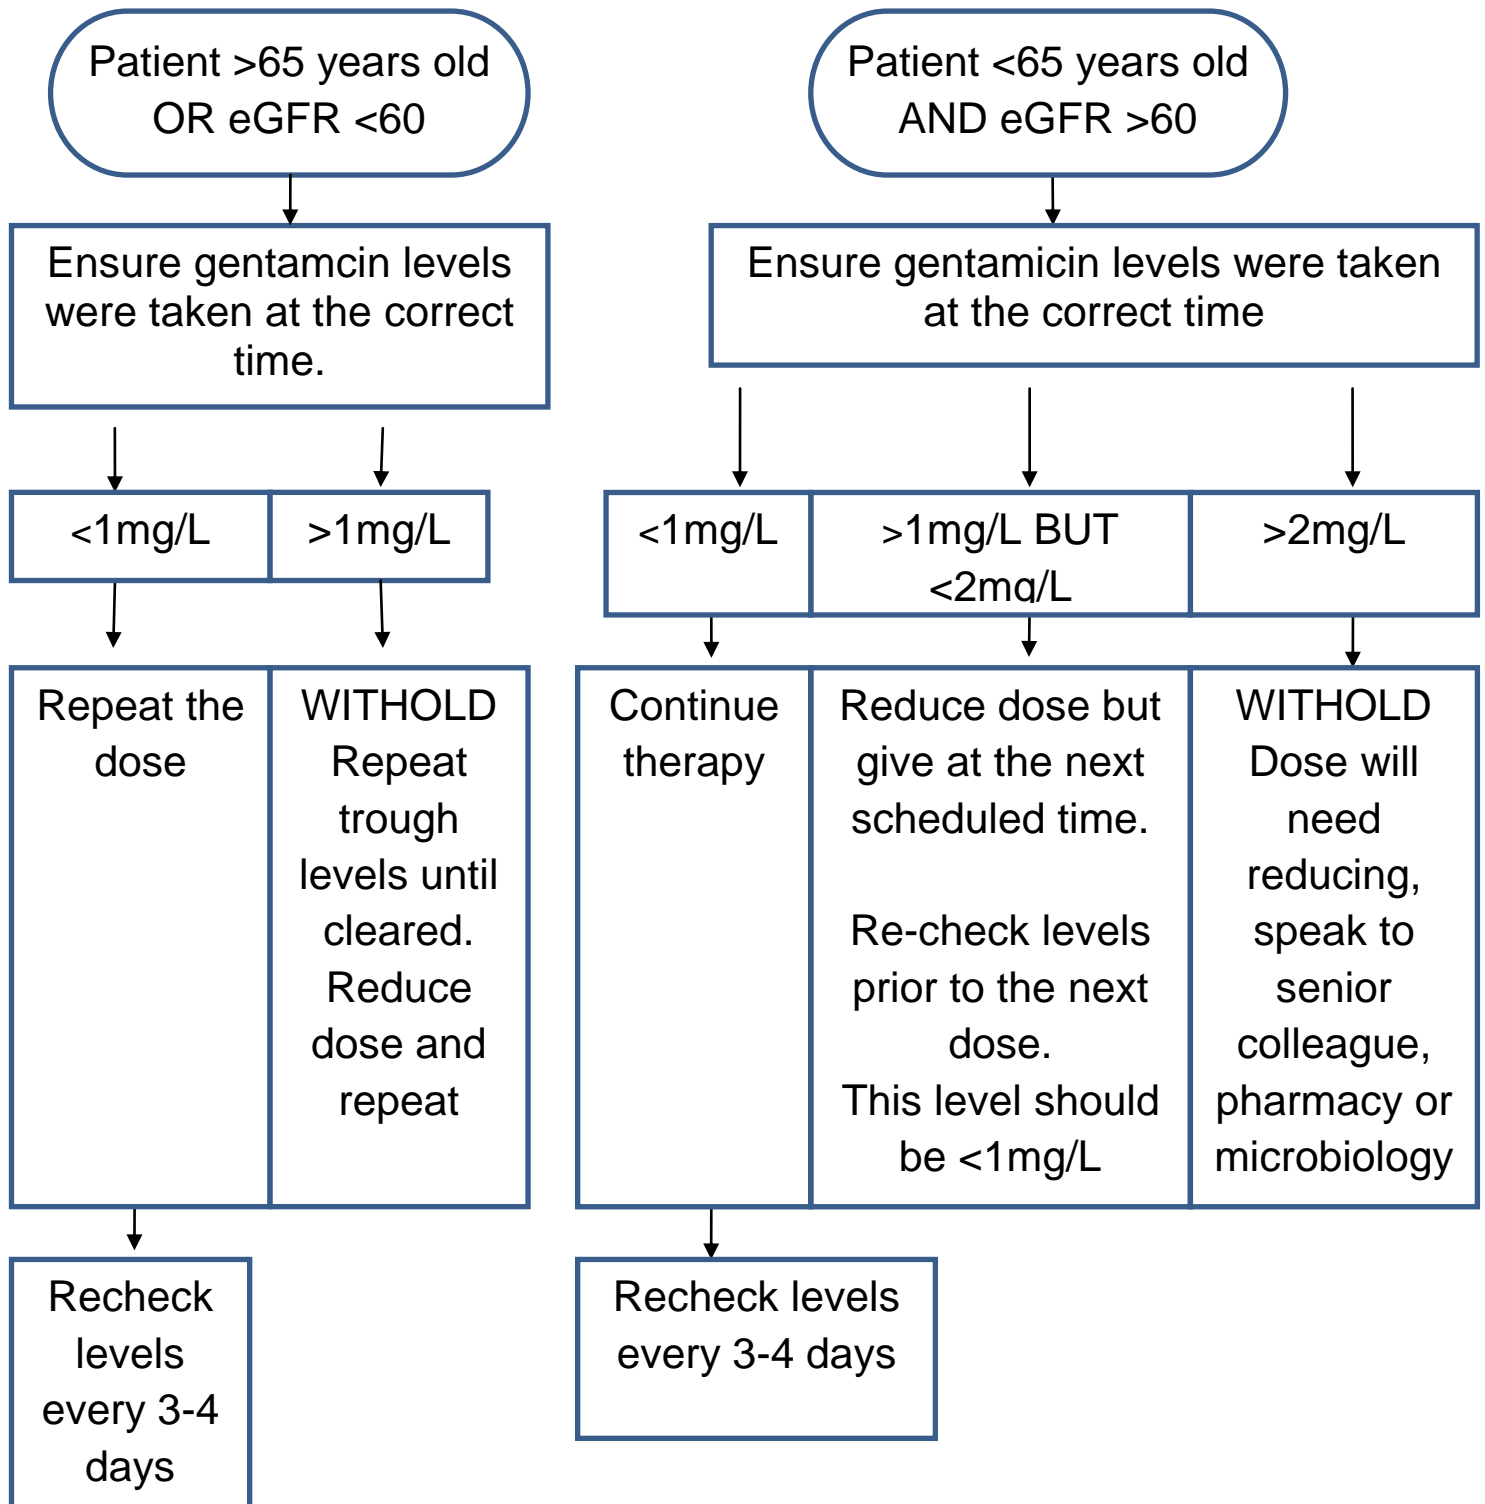 Patient >65 years old
OR eGFR <60
Patient <65 years old
AND eGFR >60
Ensure gentamcin levels
were taken at the correct
time.
Ensure gentamicin levels were taken
at the correct time
<1mg/L
>1mg/L
<1mg/L
>1mg/L BUT
<2mg/L
>2mg/L
Repeat the
dose
WITHOLD
Repeat
trough
levels until
cleared.
Reduce
dose and
repeat
Continue
therapy
Reduce dose but
give at the next
scheduled time.
Re-check levels
prior to the next
dose.
This level should
be <1mg/L
WITHOLD
Dose will
need
reducing,
speak to
senior
colleague,
pharmacy or
microbiology
Recheck
levels
every 3-4
days
Recheck levels
every 3-4 days